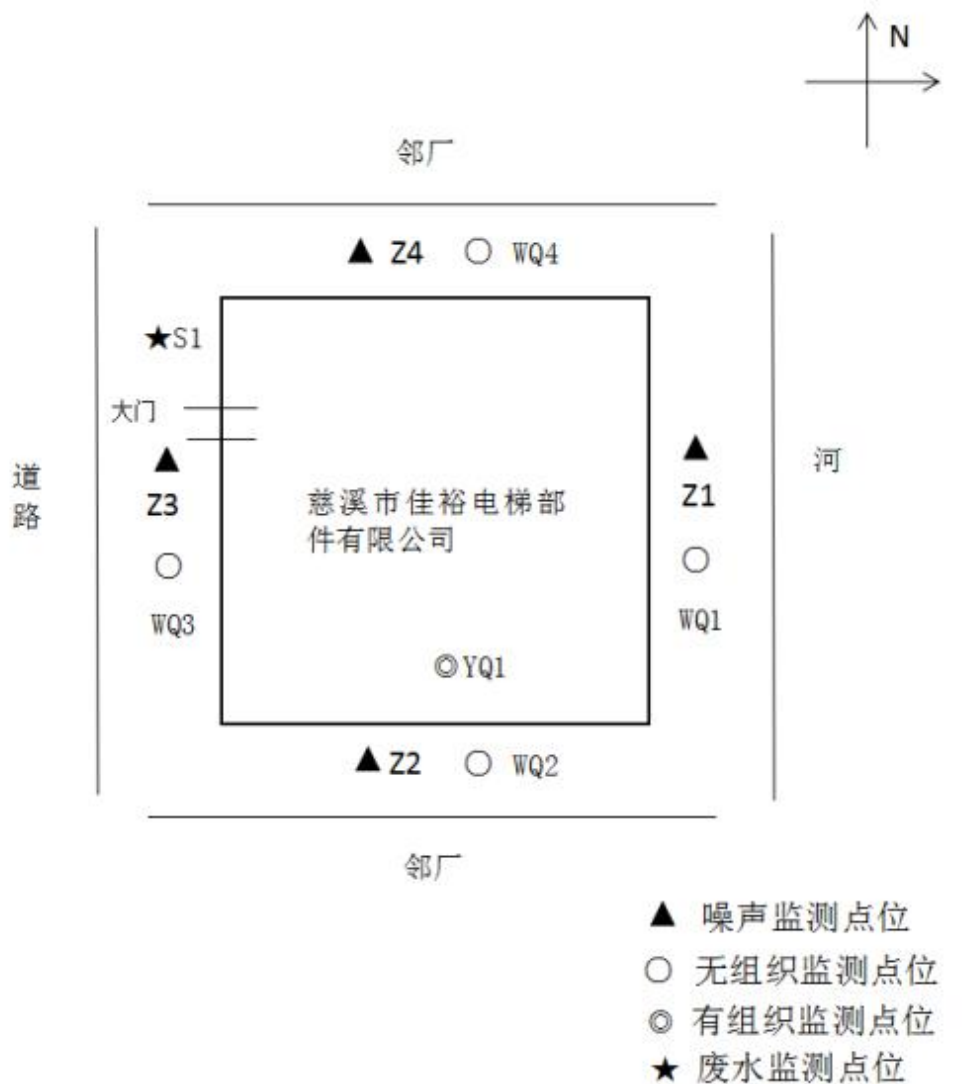 N
邻厂
▲ Z4 ○ WQ4
★S1
大门
道路
Z3
WQ3
慈溪市佳裕电梯部
件有限公司
Z1
WQ1
河
◎YQ1
▲ Z2 ○ WQ2
邻厂
▲ 噪声监测点位
○ 无组织监测点位
◎ 有组织监测点位
★ 废水监测点位